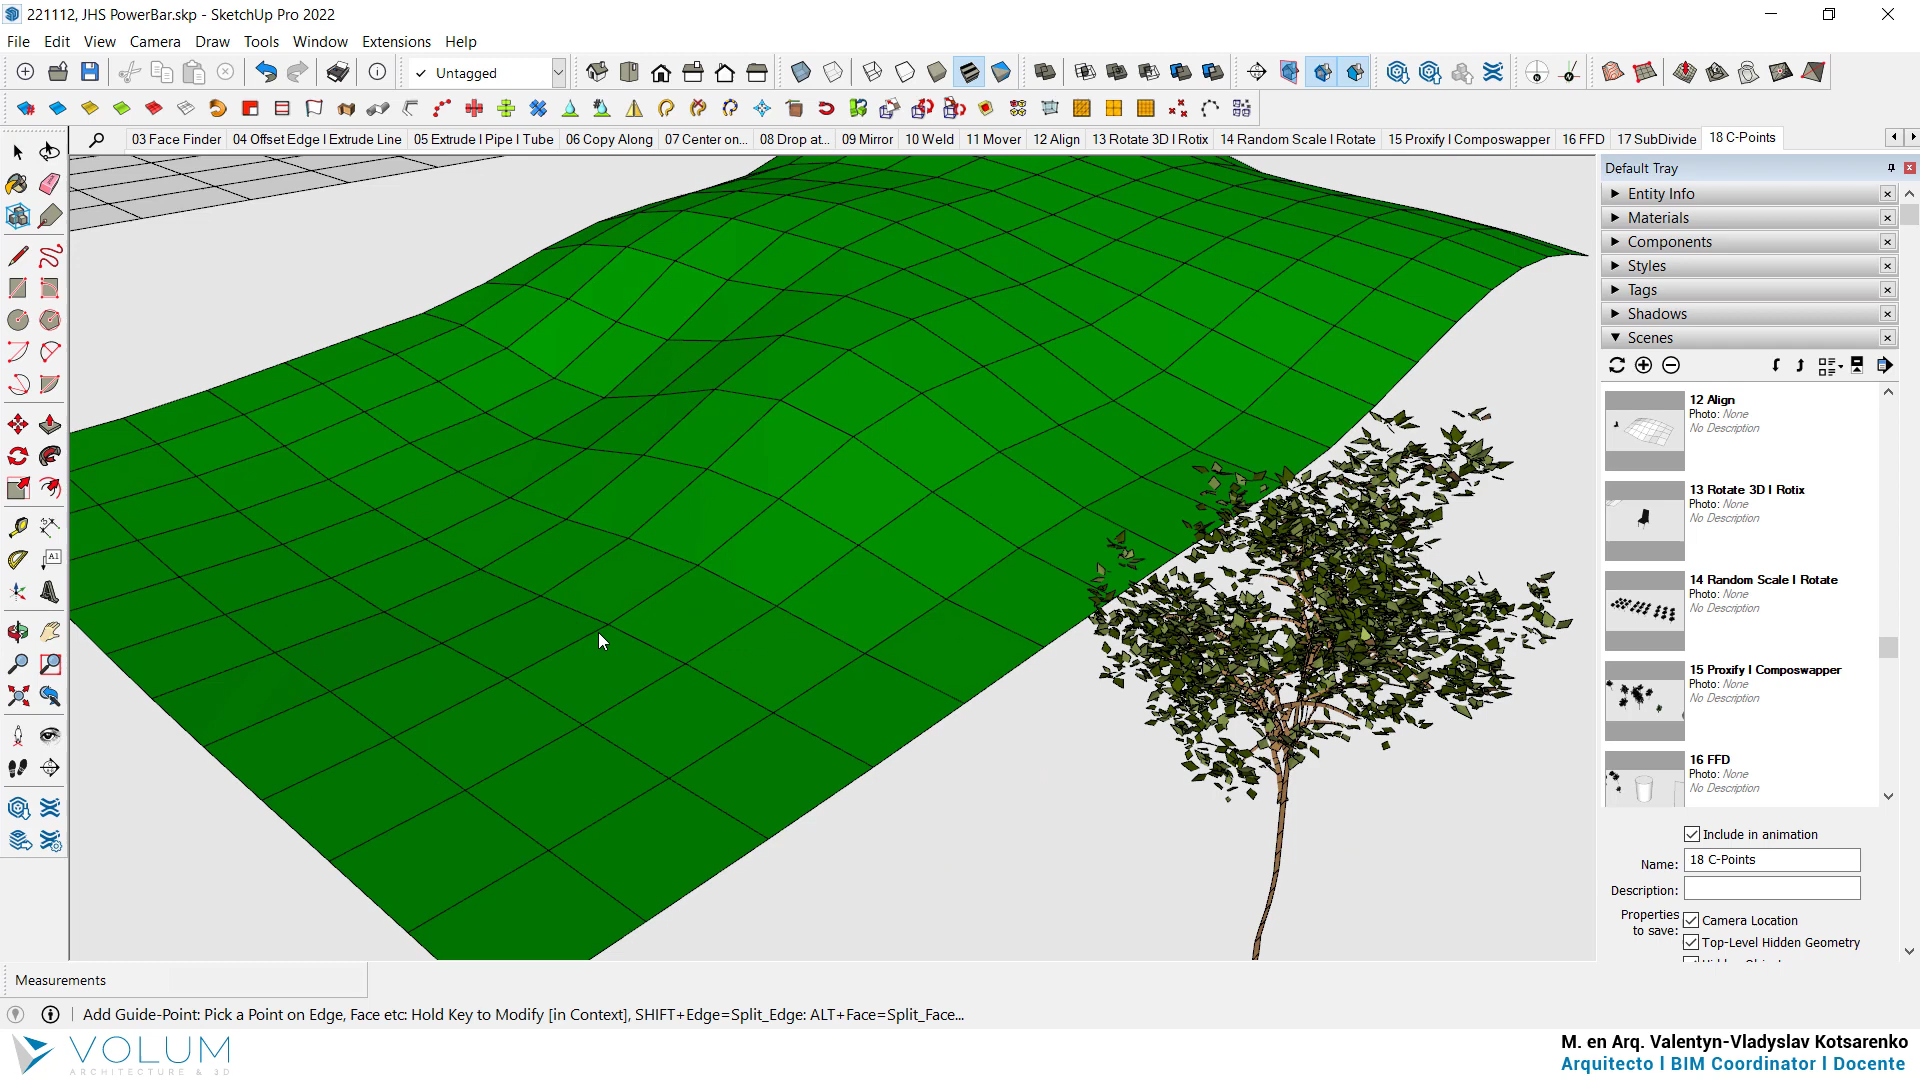 221112, JHS PowerBar.skp - SketchUp Pro 2022
File Edit View Camera Draw Tools Window Extensions Help
✓ Untagged
03 Face Finder 04 Offset Edge I Extrude Line 05 Extrude I Pipe I Tube 06 Copy Along 07 Center on... 08 Drop at... 09 Mirror 10 Weld 11 Mover 12 Align 13 Rotate 3D I Rotix 14 Random Scale I Rotate 15 Proxify I Composwapper 16 FFD 17 SubDivide 18 C-Points
Default Tray
Entity Info
Materials
Components
Styles
Tags
Shadows
Scenes
12 Align
Photo: None
No Description
13 Rotate 3D I Rotix
Photo: None
No Description
14 Random Scale I Rotate
Photo: None
No Description
15 Proxify I Composwapper
Photo: None
No Description
16 FFD
Photo: None
No Description
Include in animation
Name: 18 C-Points
Description:
Properties to save:
Camera Location
Top-Level Hidden Geometry
A1
Measurements
Add Guide-Point: Pick a Point on Edge, Face etc: Hold Key to Modify [in Context], SHIFT+Edge=Split_Edge: ALT+Face=Split_Face...
VOLUM
ARCHITECTURE & 3D
M. en Arq. Valentyn-Vladyslav Kotsarenko
Arquitecto I BIM Coordinator I Docente